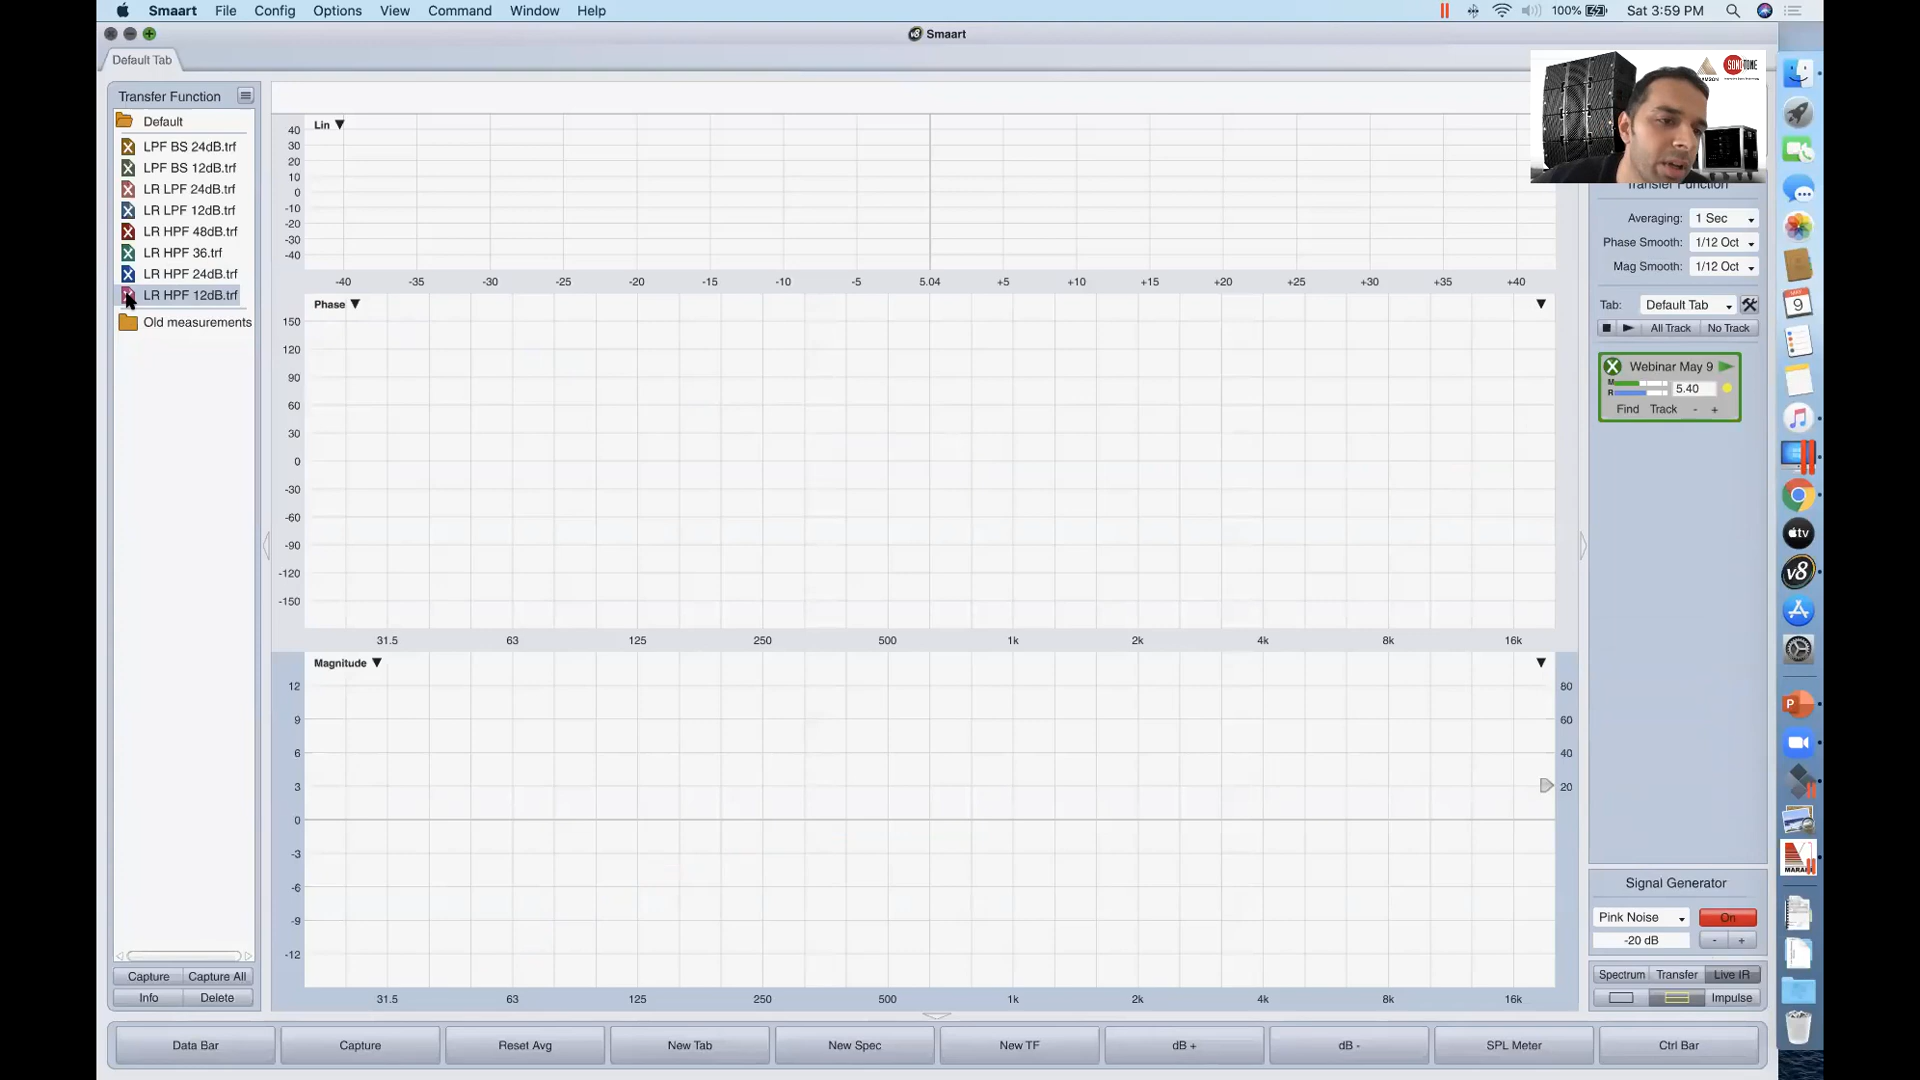 Smaart File Config Options View Command Window Help 100% Sat 3:59 PM
v8 Smaart
Default Tab
Transfer Function
Default
LPF BS 24dB.trf
LPF BS 12dB.trf
LR LPF 24dB.trf
LR LPF 12dB.trf
LR HPF 48dB.trf
LR HPF 36.trf
LR HPF 24dB.trf
LR HPF 12dB.trf
Old measurements
Capture Capture All
Info Delete
Lin
40
30
20
10
0
-10
-20
-30
-40
-40 -35 -30 -25 -20 -15 -10 -5 5.04 +5 +10 +15 +20 +25 +30 +35 +40
Phase
150
120
90
60
30
0
-30
-60
-90
-120
-150
31.5 63 125 250 500 1k 2k 4k 8k 16k
Magnitude
12 80
9 60
6 40
3 20
0
-3
-6
-9
-12
31.5 63 125 250 500 1k 2k 4k 8k 16k
Transfer Function
Averaging: 1 Sec
Phase Smooth: 1/12 Oct
Mag Smooth: 1/12 Oct
Tab: Default Tab
All Track No Track
Webinar May 9
M
R 5.40
Find Track - +
Signal Generator
Pink Noise On
-20 dB - +
Spectrum Transfer Live IR
Impulse
Data Bar Capture Reset Avg New Tab New Spec New TF dB + dB - SPL Meter Ctrl Bar
9
tv
v8
P